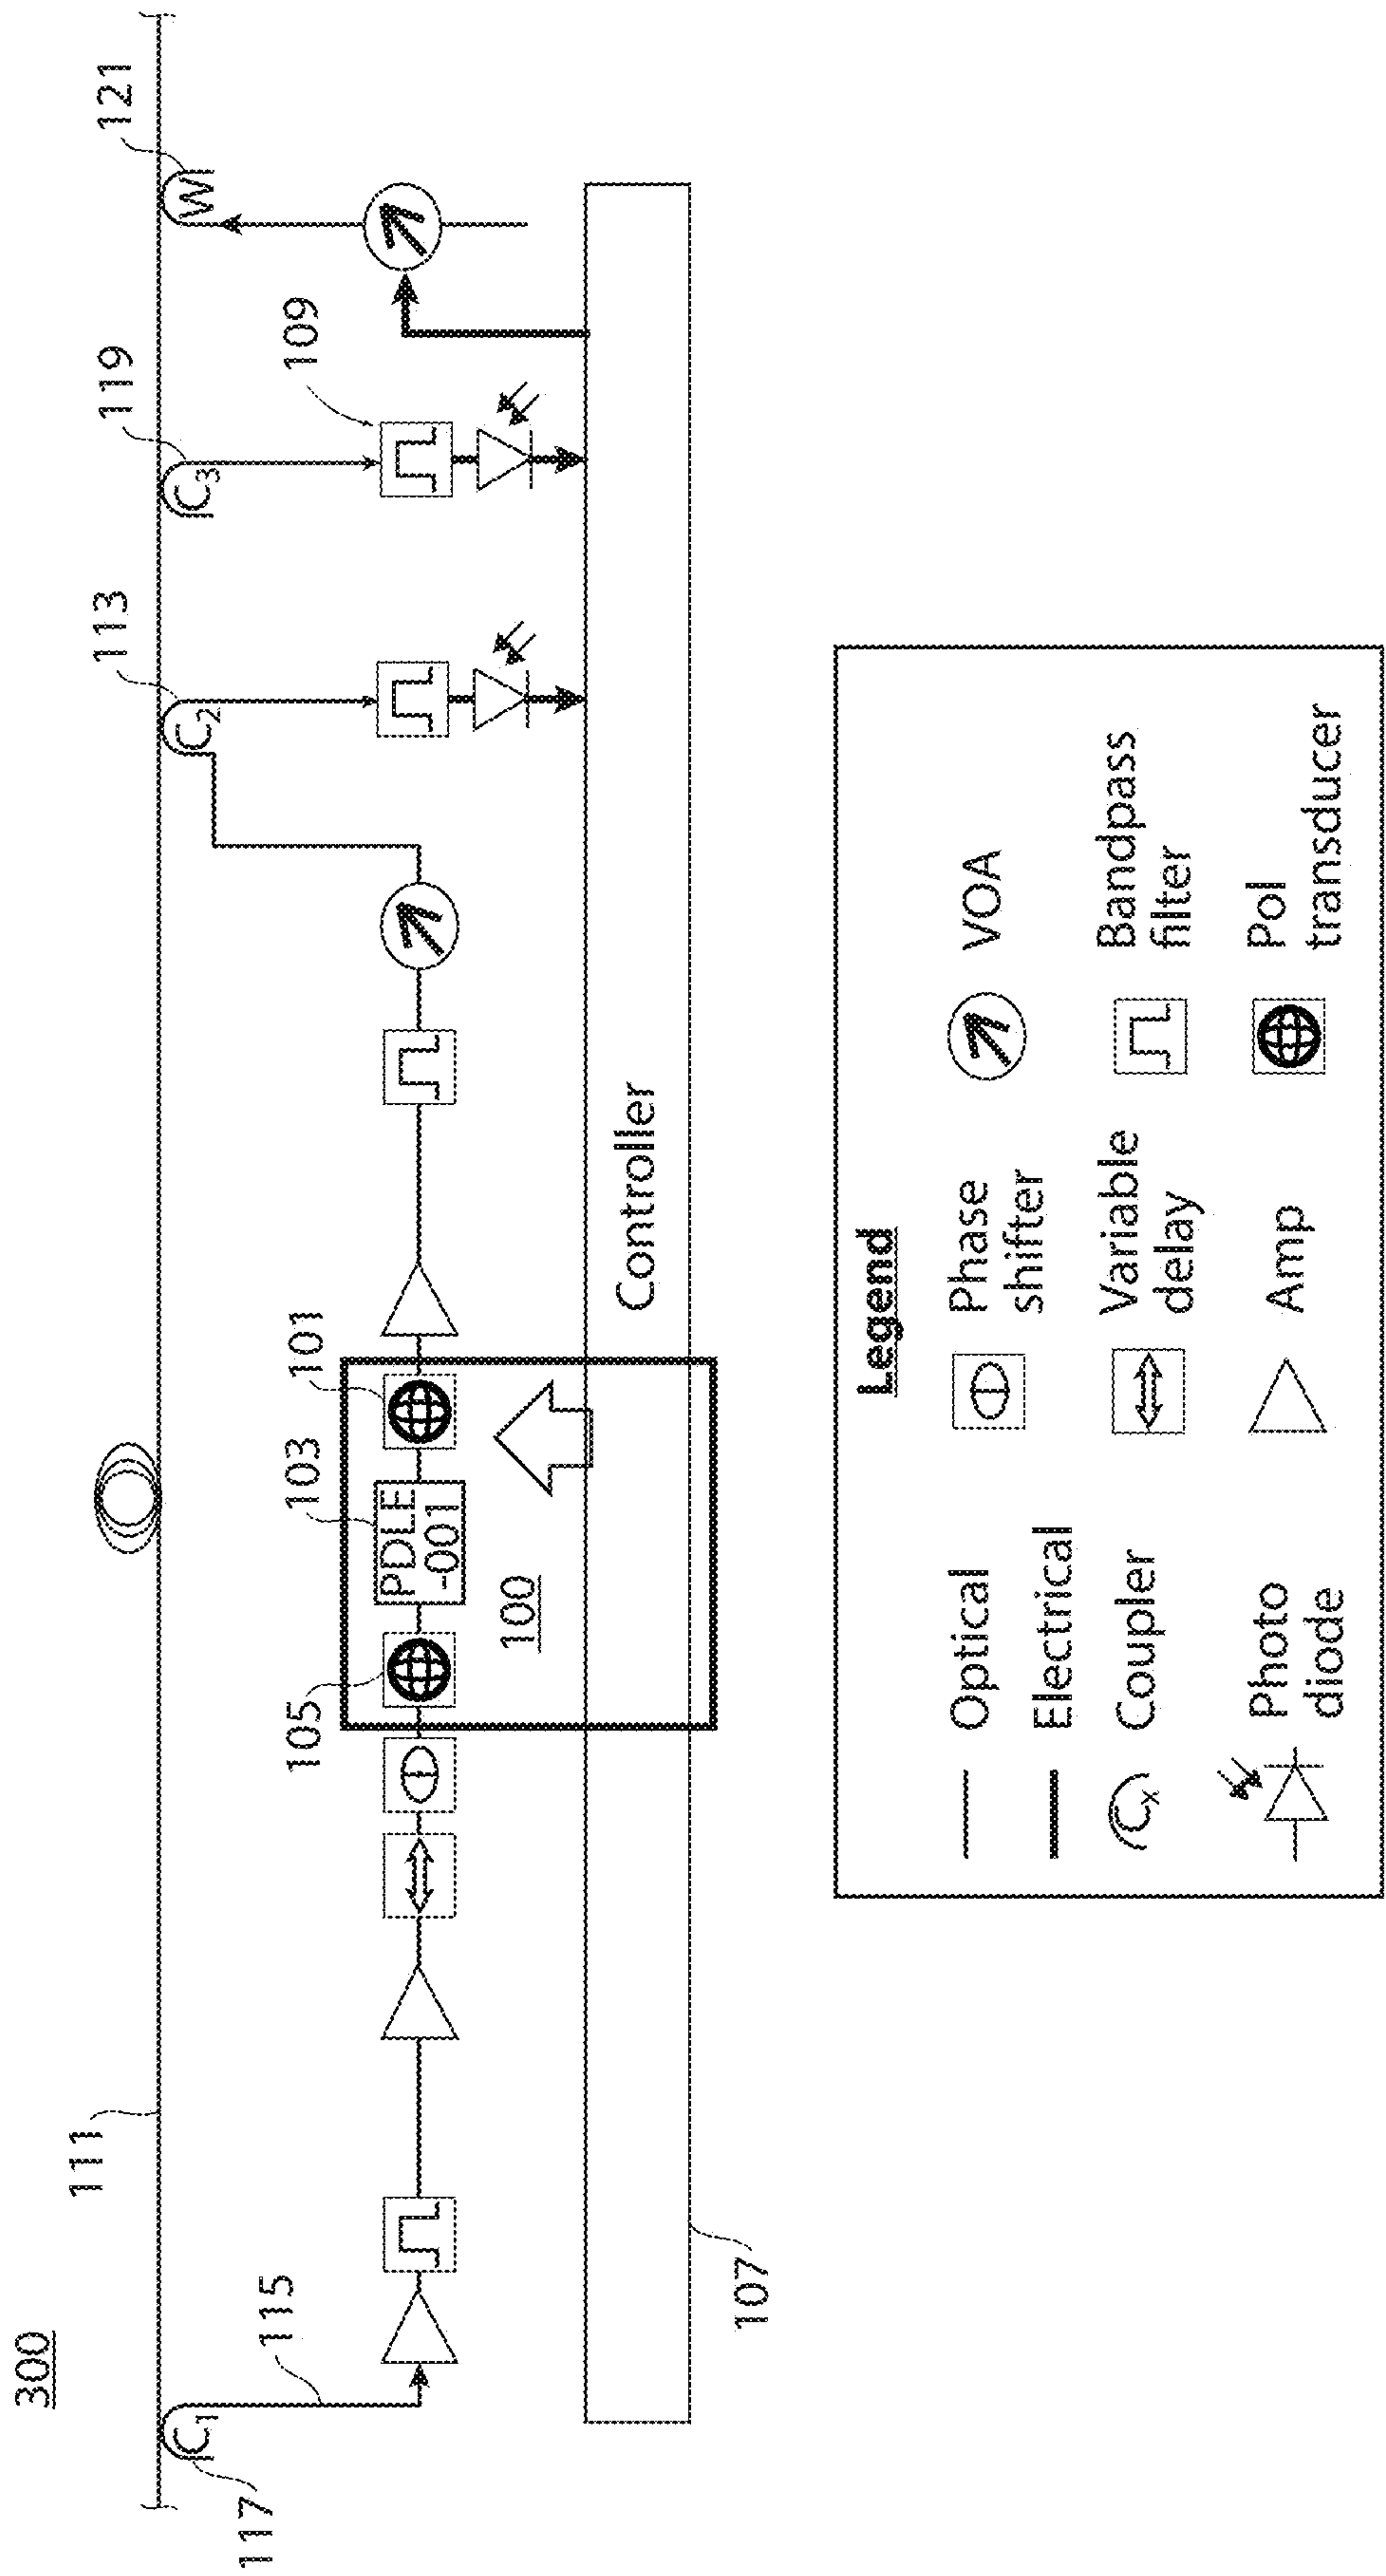 300
117
C1
115
111
113
C2
119
C3
121
WI
109
105
103
101
PDLE
-001
100
Controller
107
Legend
Optical
Electrical
Coupler
Cx
Photo
diode
Phase
shifter
Variable
delay
Amp
VOA
Bandpass
filter
Pol
transducer